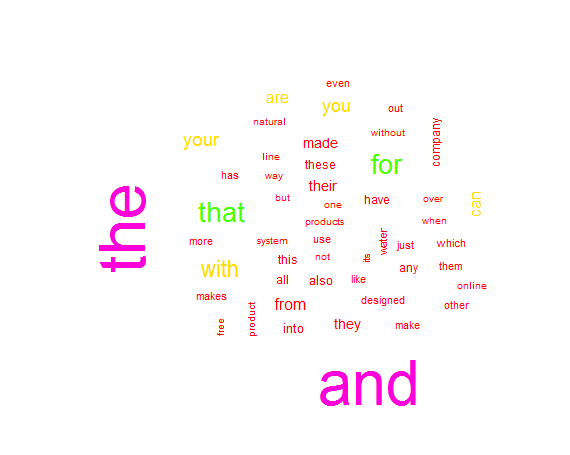 even
are
you
out
natural
without
company
your
made
line
these
for
has
way
their
the
but
have
over
can
that
one
products
when
more
system
use
water
just
which
with
this
not
its
any
them
all
also
like
online
makes
from
designed
other
free
product
into
they
make
and